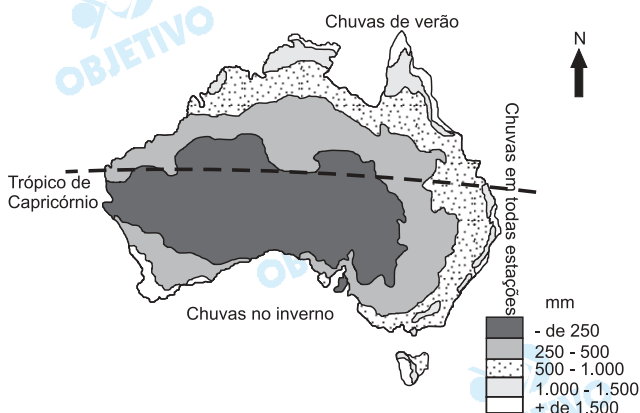 OBJETIVO
Chuvas de verão
N
Chuvas em todas estações
Trópico de
Capricórnio
Chuvas no inverno
mm
- de 250
250 - 500
500 - 1.000
1.000 - 1.500
+ de 1.500